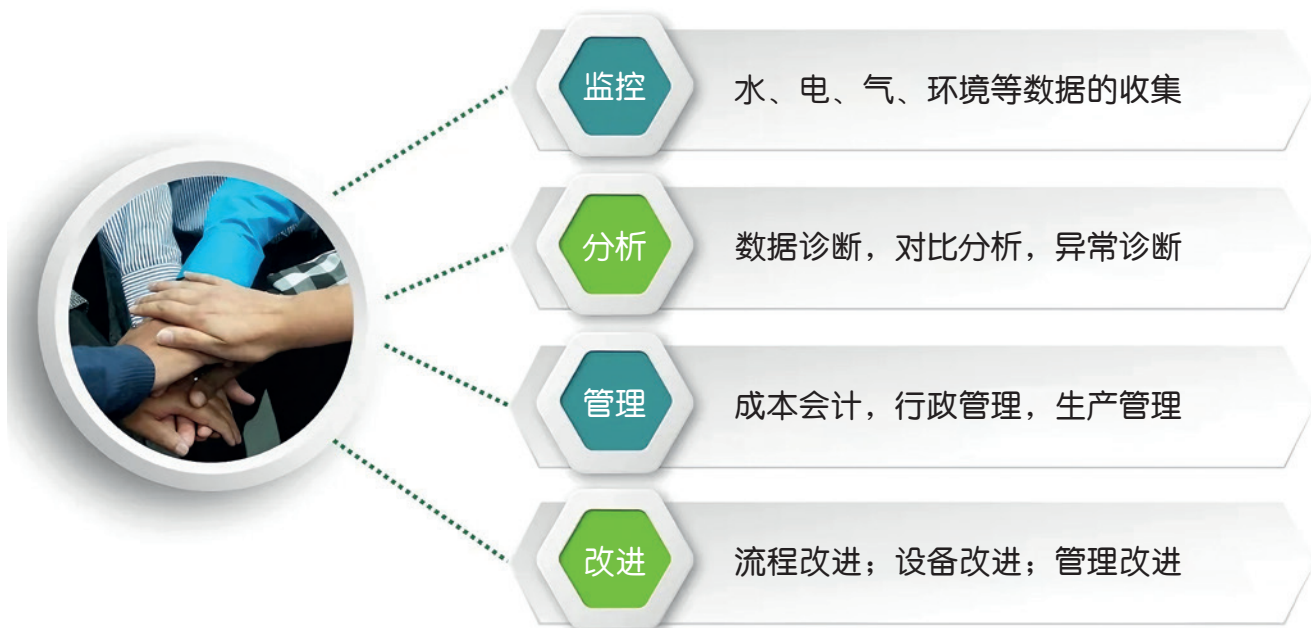 监控
水、电、气、环境等数据的收集
分析
数据诊断，对比分析，异常诊断
管理
成本会计，行政管理，生产管理
改进
流程改进；设备改进；管理改进